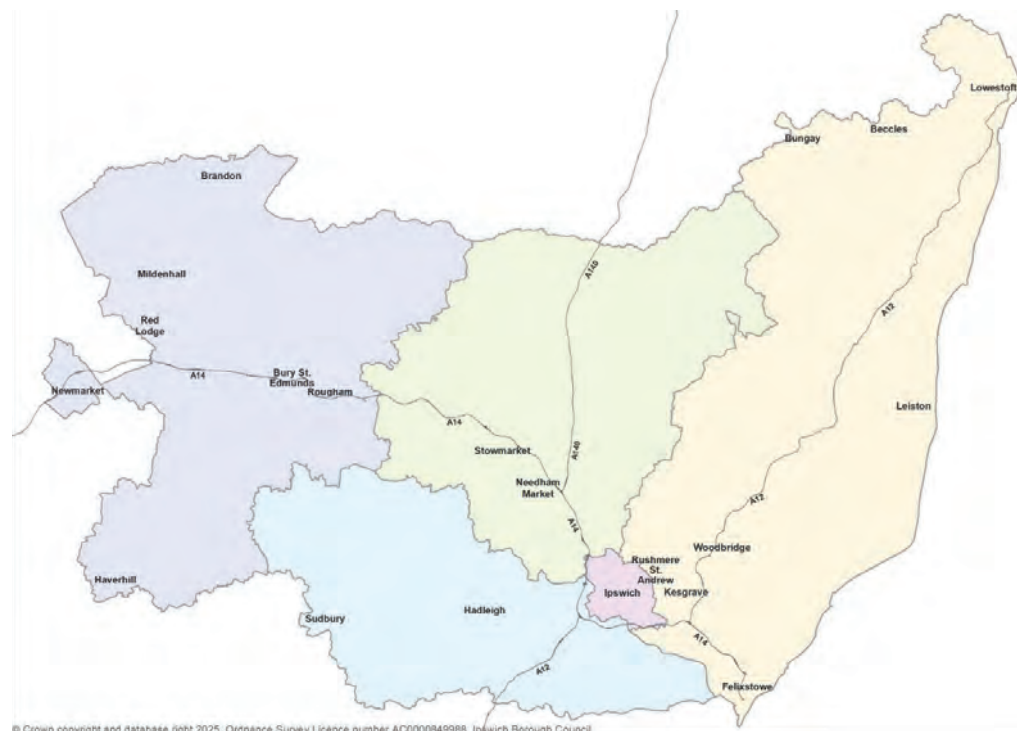 Lowestoft
Beccles
Bungay
Brandon
A140
Mildenhall
A12
Red
Lodge
Bury St.
Edmunds
A14
Newmarket
Rougham
Leiston
A14
Stowmarket
A140
Needham
Market
A12
A14
Woodbridge
Rushmere
St.
Andrew
Haverhill
Ipswich
Kesgrave
Hadleigh
Sudbury
A14
A12
Felixstowe
© Crown copyright and database right 2025. Ordnance Survey Licence number AC0000849988. Ipswich Borough Council